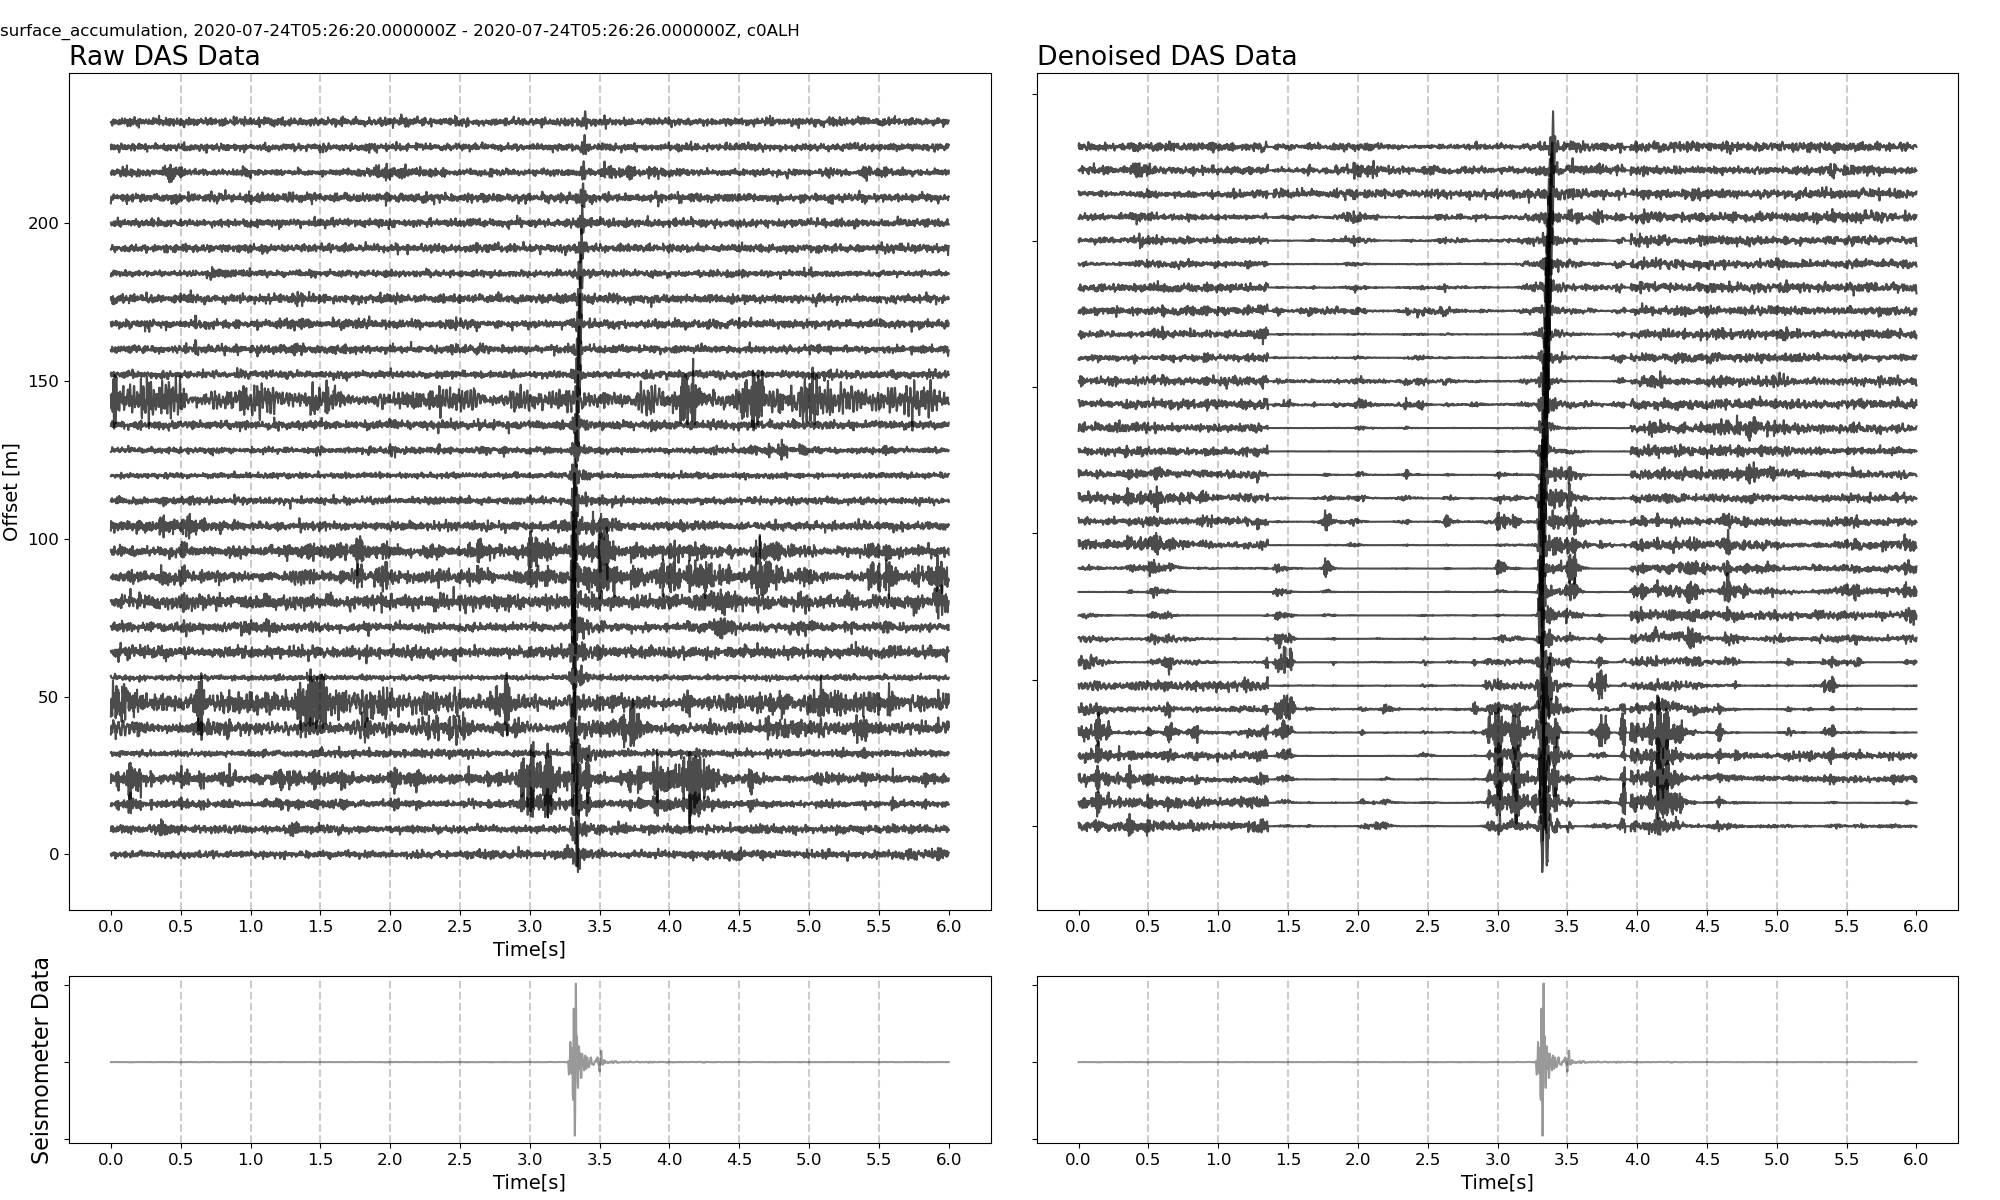 surface_accumulation, 2020-07-24T05:26:20.000000Z - 2020-07-24T05:26:26.000000Z, c0ALH
Raw DAS Data
Denoised DAS Data
Offset [m]
200
150
100
50
0
0.0 0.5 1.0 1.5 2.0 2.5 3.0 3.5 4.0 4.5 5.0 5.5 6.0
Time[s]
0.0 0.5 1.0 1.5 2.0 2.5 3.0 3.5 4.0 4.5 5.0 5.5 6.0
Seismometer Data
0.0 0.5 1.0 1.5 2.0 2.5 3.0 3.5 4.0 4.5 5.0 5.5 6.0
Time[s]
0.0 0.5 1.0 1.5 2.0 2.5 3.0 3.5 4.0 4.5 5.0 5.5 6.0
Time[s]